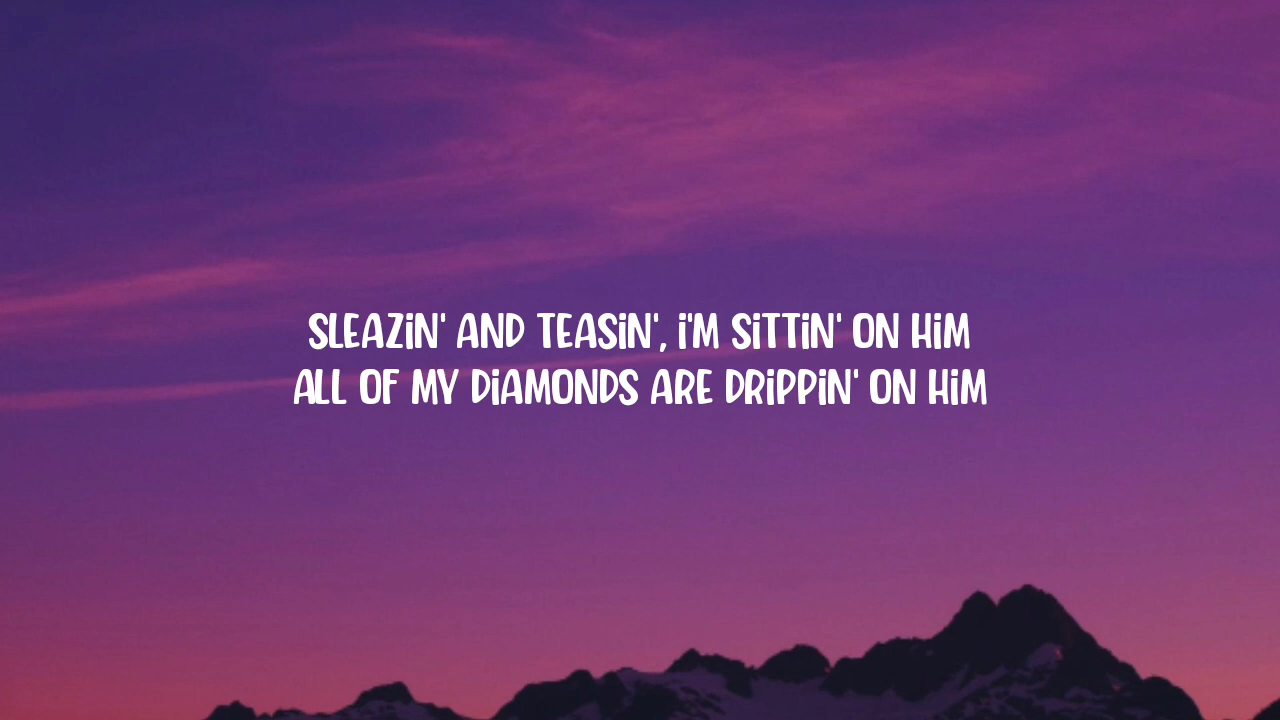 SLEAZiN' AND TEASiN', i'M SiTTiN' ON HiM
ALL OF MY DiAMONDS ARE DRiPPiN' ON HiM